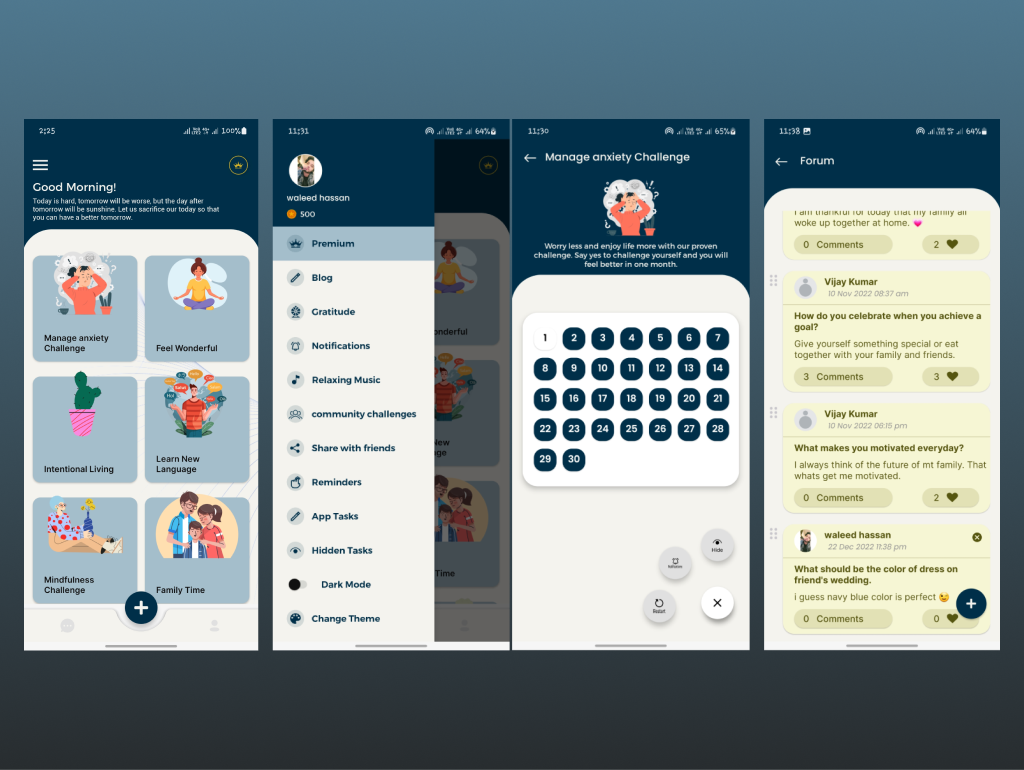 2:25
100%
Good Morning!
Today is hard, tomorrow will be worse, but the day after
tomorrow will be sunshine. Let us sacrifice our today so that
you can have a better tomorrow.
Manage anxiety
Challenge
Feel Wonderful
Intentional Living
Learn New
Language
Mindfulness
Challenge
Family Time
+
11:31
64%
waleed hassan
500
Premium
Blog
Gratitude
Notifications
Relaxing Music
community challenges
Share with friends
Reminders
App Tasks
Hidden Tasks
Dark Mode
Change Theme
onderful
Time
11:30
65%
Manage anxiety Challenge
Worry less and enjoy life more with our proven
challenge. Say yes to challenge yourself and you will
feel better in one month.
1 2 3 4 5 6 7
8 9 10 11 12 13 14
15 16 17 18 19 20 21
22 23 24 25 26 27 28
29 30
Hide
Restart
11:38
64%
Forum
I am thankful for today that my family all
woke up together at home.
0 Comments 2
Vijay Kumar
10 Nov 2022 08:37 am
How do you celebrate when you achieve a
goal?
Give yourself something special or eat
together with your family and friends.
3 Comments 3
Vijay Kumar
10 Nov 2022 06:15 pm
What makes you motivated everyday?
I always think of the future of mt family. That
whats get me motivated.
0 Comments 2
waleed hassan
22 Dec 2022 11:38 pm
What should be the color of dress on
friend's wedding.
i guess navy blue color is perfect 😉
0 Comments 0
+